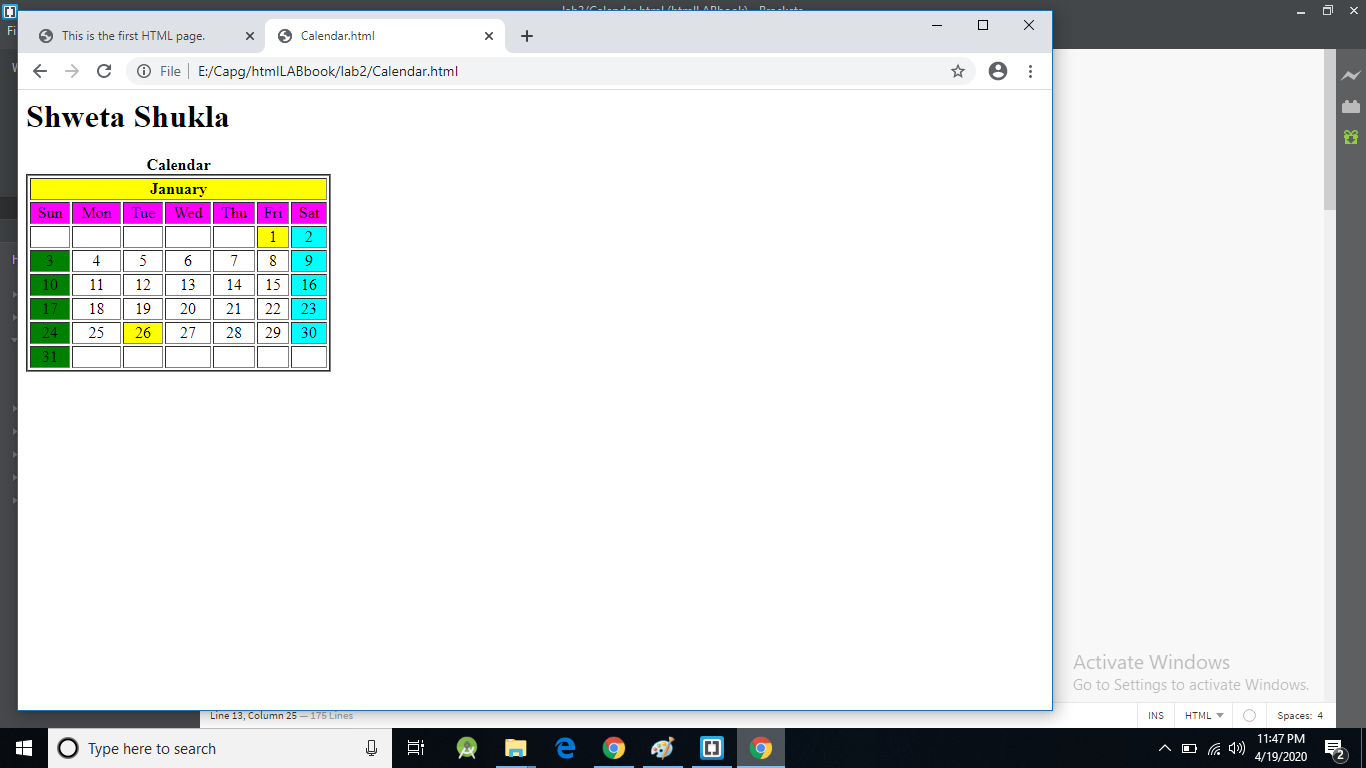 This is the first HTML page.
Calendar.html
File
E:/Capg/htmlLABbook/lab2/Calendar.html
Shweta Shukla
Calendar
January
Sun Mon Tue Wed Thu Fri Sat
1 2
3 4 5 6 7 8 9
10 11 12 13 14 15 16
17 18 19 20 21 22 23
24 25 26 27 28 29 30
31
Activate Windows
Go to Settings to activate Windows.
Line 13, Column 25 — 175 Lines
INS HTML Spaces: 4
Type here to search
11:47 PM
4/19/2020
2